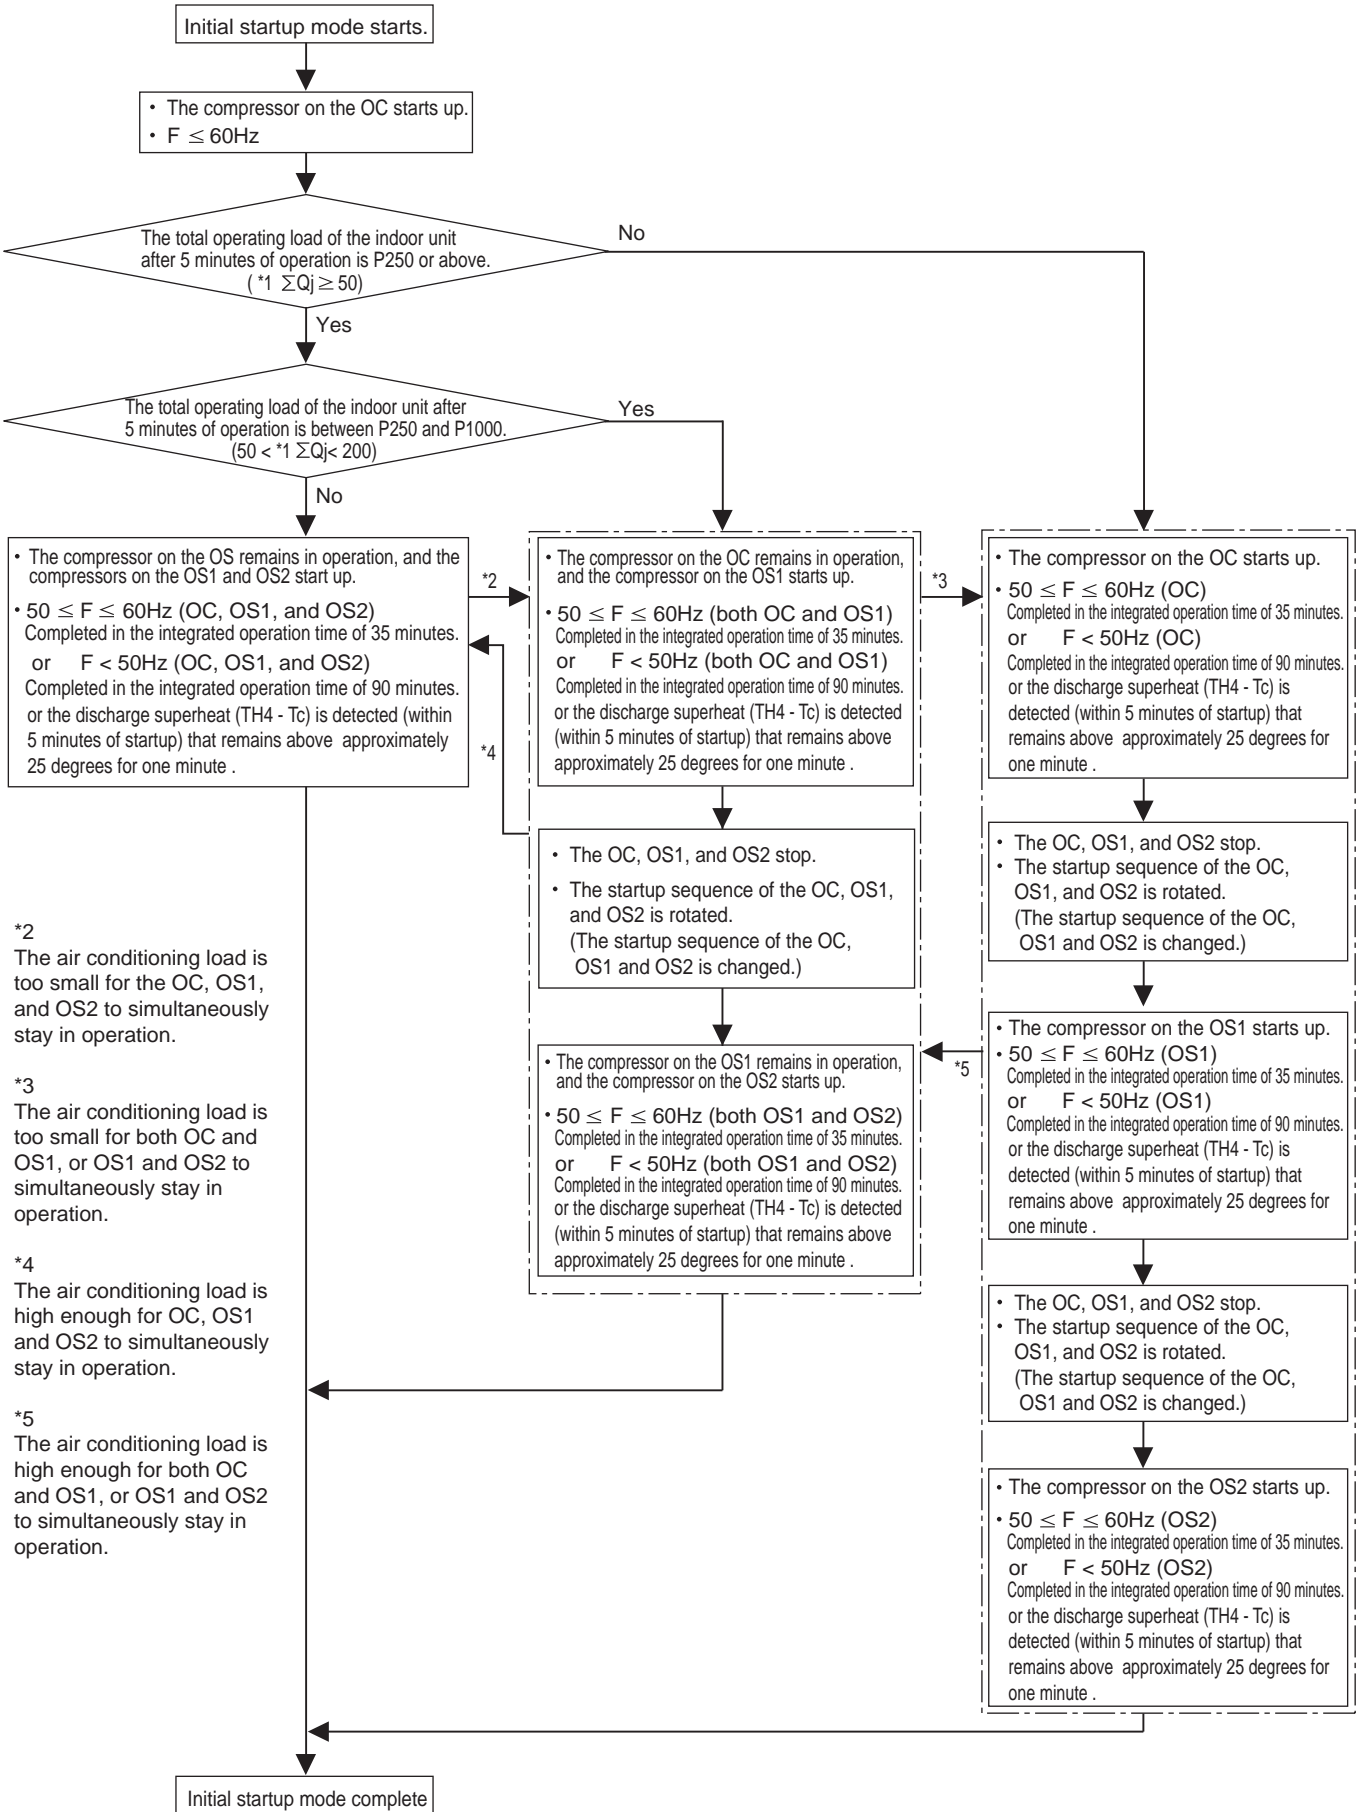 Initial startup mode starts.
• The compressor on the OC starts up.
• F ≤ 60Hz
The total operating load of the indoor unit
after 5 minutes of operation is P250 or above.
( *1 ΣQj ≥ 50)
No
Yes
The total operating load of the indoor unit after
5 minutes of operation is between P250 and P1000.
(50 < *1 ΣQj< 200)
Yes
No
• The compressor on the OS remains in operation, and the
compressors on the OS1 and OS2 start up.
• 50 ≤ F ≤ 60Hz (OC, OS1, and OS2)
Completed in the integrated operation time of 35 minutes.
or F < 50Hz (OC, OS1, and OS2)
Completed in the integrated operation time of 90 minutes.
or the discharge superheat (TH4 - Tc) is detected (within
5 minutes of startup) that remains above approximately
25 degrees for one minute .
*2
*4
• The compressor on the OC remains in operation,
and the compressor on the OS1 starts up.
• 50 ≤ F ≤ 60Hz (both OC and OS1)
Completed in the integrated operation time of 35 minutes.
or F < 50Hz (both OC and OS1)
Completed in the integrated operation time of 90 minutes.
or the discharge superheat (TH4 - Tc) is detected
(within 5 minutes of startup) that remains above
approximately 25 degrees for one minute .
• The OC, OS1, and OS2 stop.
• The startup sequence of the OC, OS1,
and OS2 is rotated.
(The startup sequence of the OC,
OS1 and OS2 is changed.)
• The compressor on the OS1 remains in operation,
and the compressor on the OS2 starts up.
• 50 ≤ F ≤ 60Hz (both OS1 and OS2)
Completed in the integrated operation time of 35 minutes.
or F < 50Hz (both OS1 and OS2)
Completed in the integrated operation time of 90 minutes.
or the discharge superheat (TH4 - Tc) is detected
(within 5 minutes of startup) that remains above
approximately 25 degrees for one minute .
*3
*5
• The compressor on the OC starts up.
• 50 ≤ F ≤ 60Hz (OC)
Completed in the integrated operation time of 35 minutes.
or F < 50Hz (OC)
Completed in the integrated operation time of 90 minutes.
or the discharge superheat (TH4 - Tc) is
detected (within 5 minutes of startup) that
remains above approximately 25 degrees for
one minute .
• The OC, OS1, and OS2 stop.
• The startup sequence of the OC,
OS1, and OS2 is rotated.
(The startup sequence of the OC,
OS1 and OS2 is changed.)
• The compressor on the OS1 starts up.
• 50 ≤ F ≤ 60Hz (OS1)
Completed in the integrated operation time of 35 minutes.
or F < 50Hz (OS1)
Completed in the integrated operation time of 90 minutes.
or the discharge superheat (TH4 - Tc) is
detected (within 5 minutes of startup) that
remains above approximately 25 degrees for
one minute .
• The OC, OS1, and OS2 stop.
• The startup sequence of the OC,
OS1, and OS2 is rotated.
(The startup sequence of the OC,
OS1 and OS2 is changed.)
• The compressor on the OS2 starts up.
• 50 ≤ F ≤ 60Hz (OS2)
Completed in the integrated operation time of 35 minutes.
or F < 50Hz (OS2)
Completed in the integrated operation time of 90 minutes.
or the discharge superheat (TH4 - Tc) is
detected (within 5 minutes of startup) that
remains above approximately 25 degrees for
one minute .
*2
The air conditioning load is
too small for the OC, OS1,
and OS2 to simultaneously
stay in operation.
*3
The air conditioning load is
too small for both OC and
OS1, or OS1 and OS2 to
simultaneously stay in
operation.
*4
The air conditioning load is
high enough for OC, OS1
and OS2 to simultaneously
stay in operation.
*5
The air conditioning load is
high enough for both OC
and OS1, or OS1 and OS2
to simultaneously stay in
operation.
Initial startup mode complete